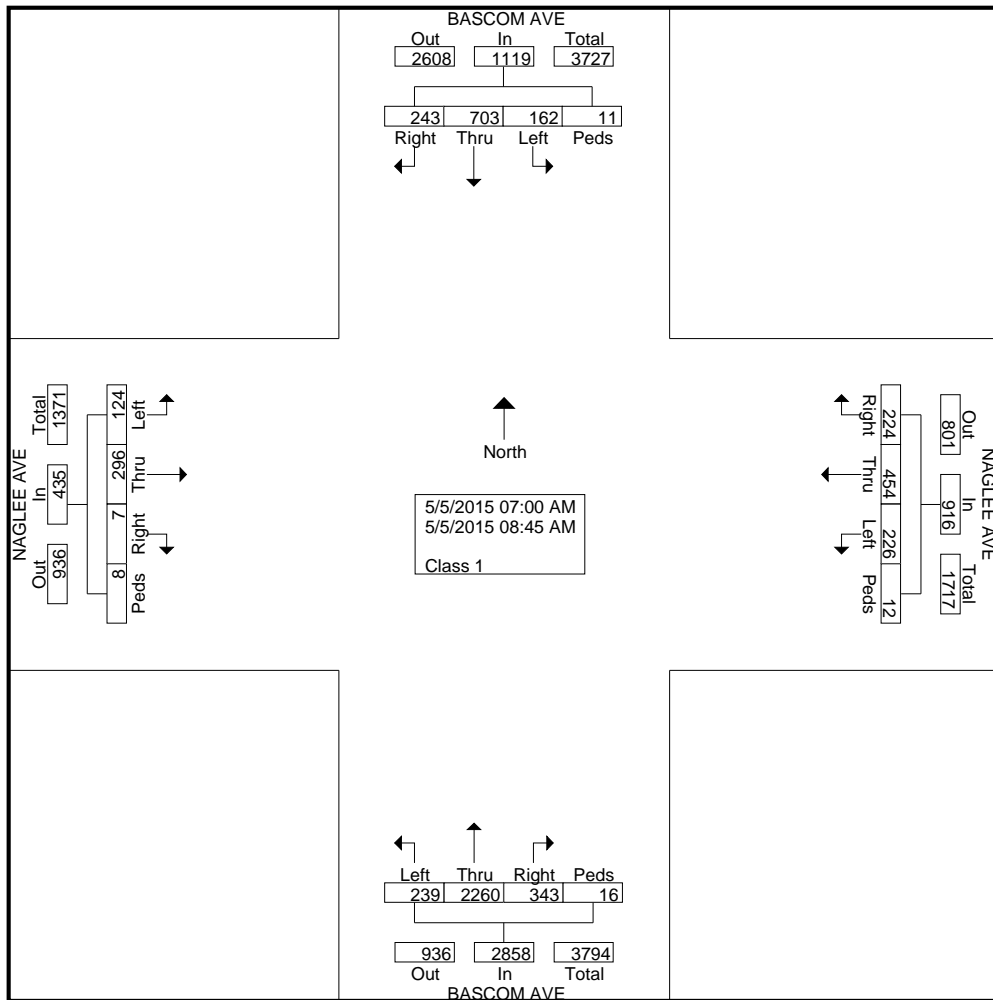 BASCOM AVE
Out In Total
2608 1119 3727
243 703 162 11
Right Thru Left Peds
NAGLEE AVE
Total In Out
1371 435 936
124 296 7 8
Left Thru Right Peds
North
5/5/2015 07:00 AM
5/5/2015 08:45 AM
Class 1
Right Thru Left Peds
224 454 226 12
Out In Total
801 916 1717
NAGLEE AVE
Left Thru Right Peds
239 2260 343 16
936 2858 3794
Out In Total
BASCOM AVE